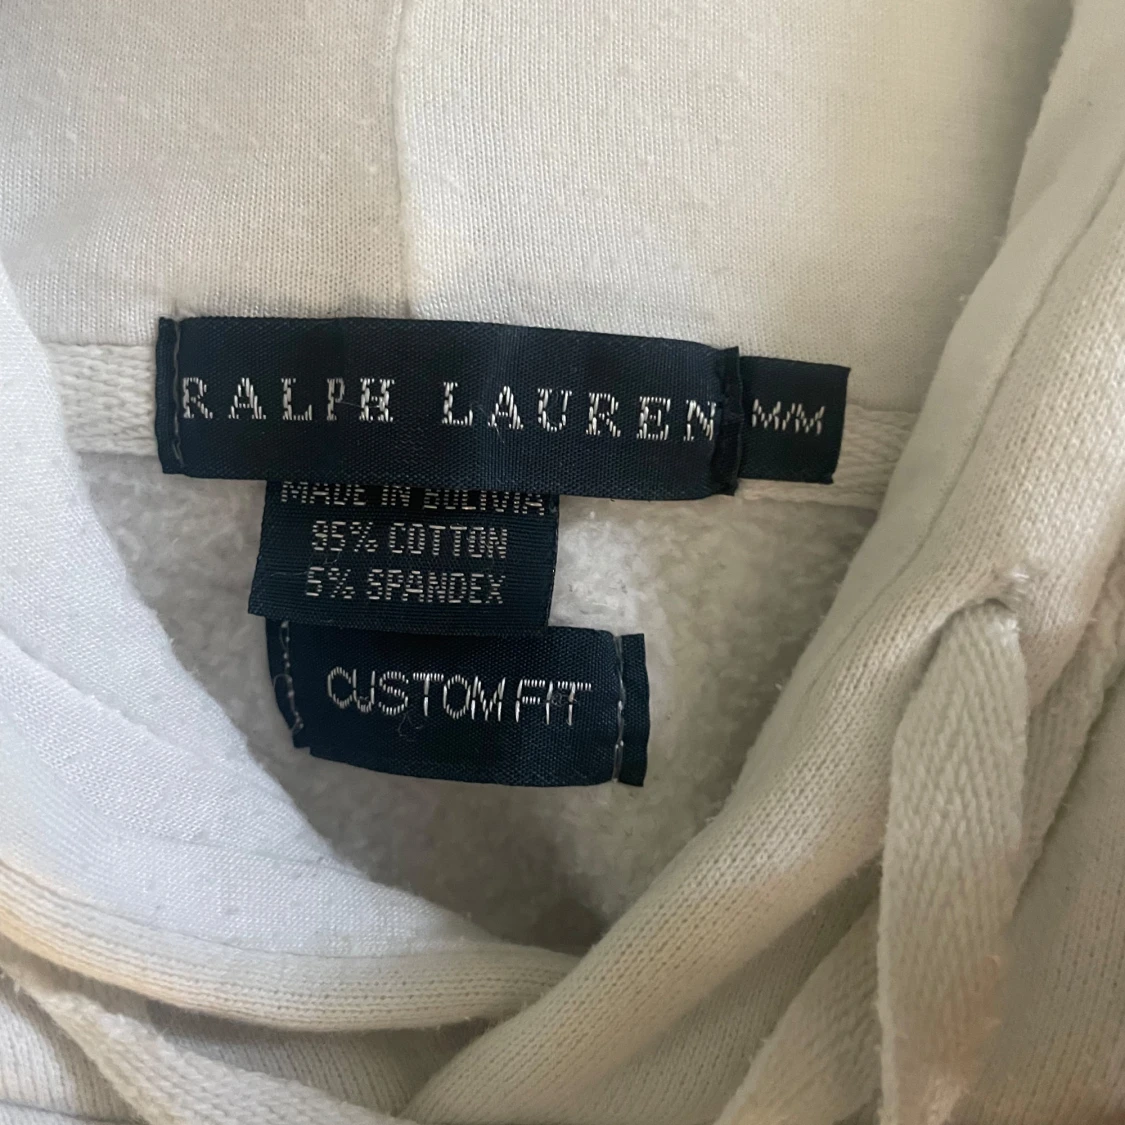 RALPH LAUREN M/M
MADE IN BOLIVIA
95% COTTON
5% SPANDEX
CUSTOM FIT